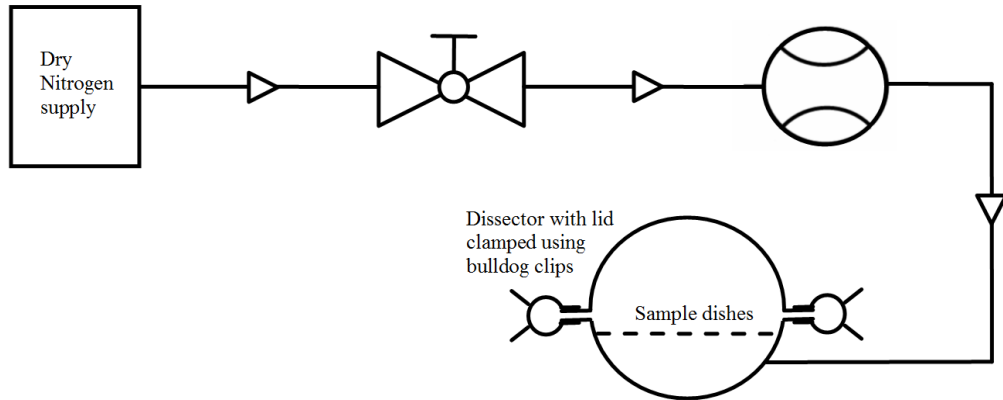 Dry
Nitrogen
supply
Dissector with lid
clamped using
bulldog clips
Sample dishes